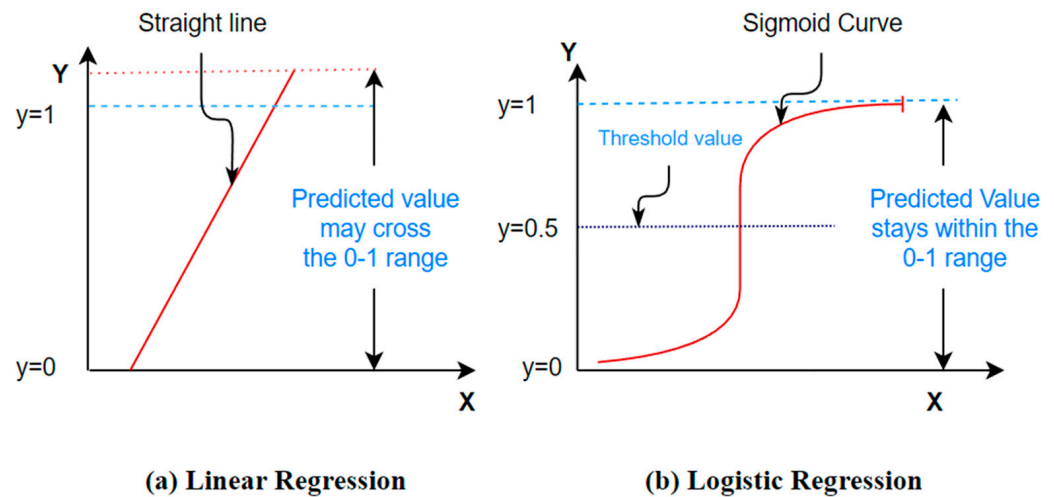 Straight line
Y
y=1
Predicted value
may cross
the 0-1 range
y=0
X
(a) Linear Regression
Sigmoid Curve
Y
y=1
Threshold value
y=0.5
Predicted Value
stays within the
0-1 range
y=0
X
(b) Logistic Regression